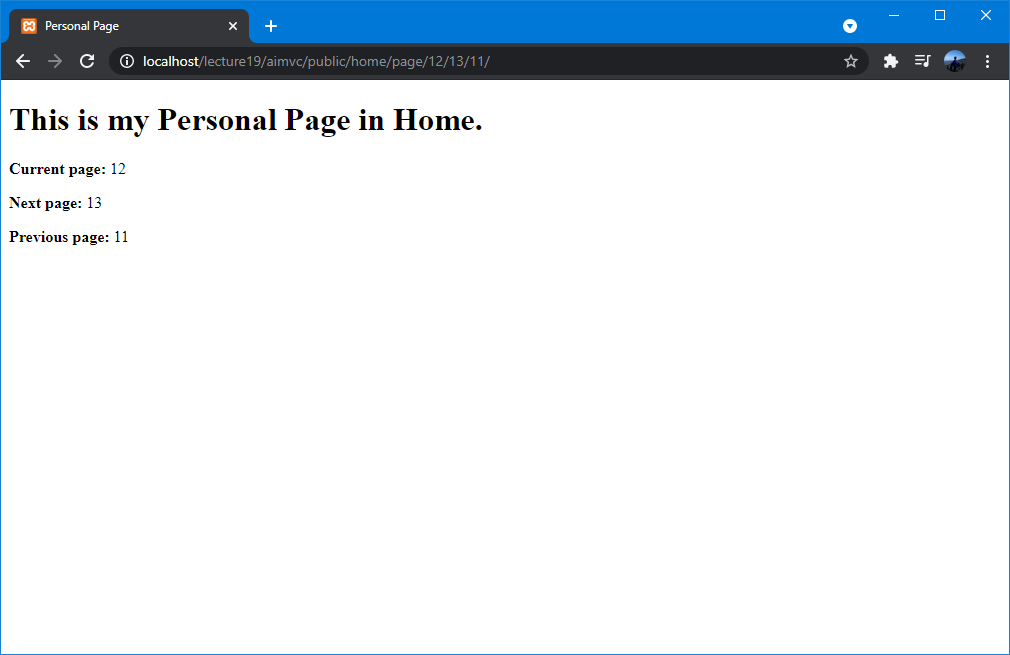 Personal Page
localhost/lecture19/aimvc/public/home/page/12/13/11/
This is my Personal Page in Home.
Current page: 12
Next page: 13
Previous page: 11